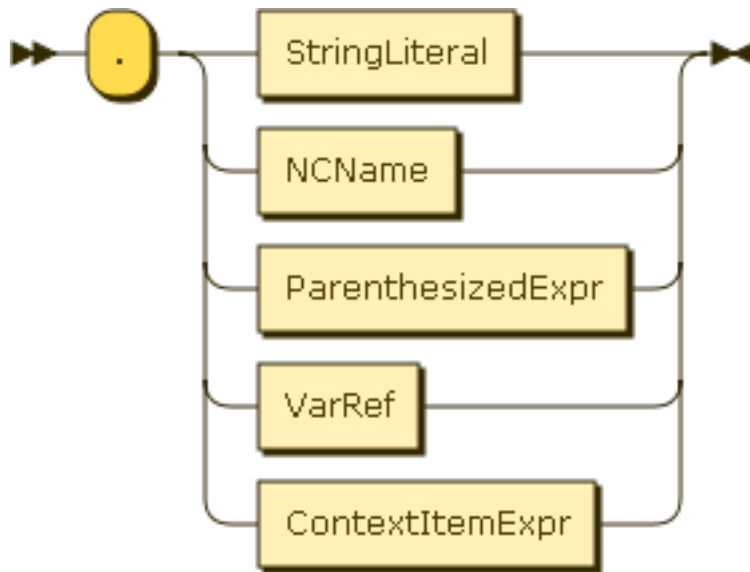 .
StringLiteral
NCName
ParenthesizedExpr
VarRef
ContextItemExpr